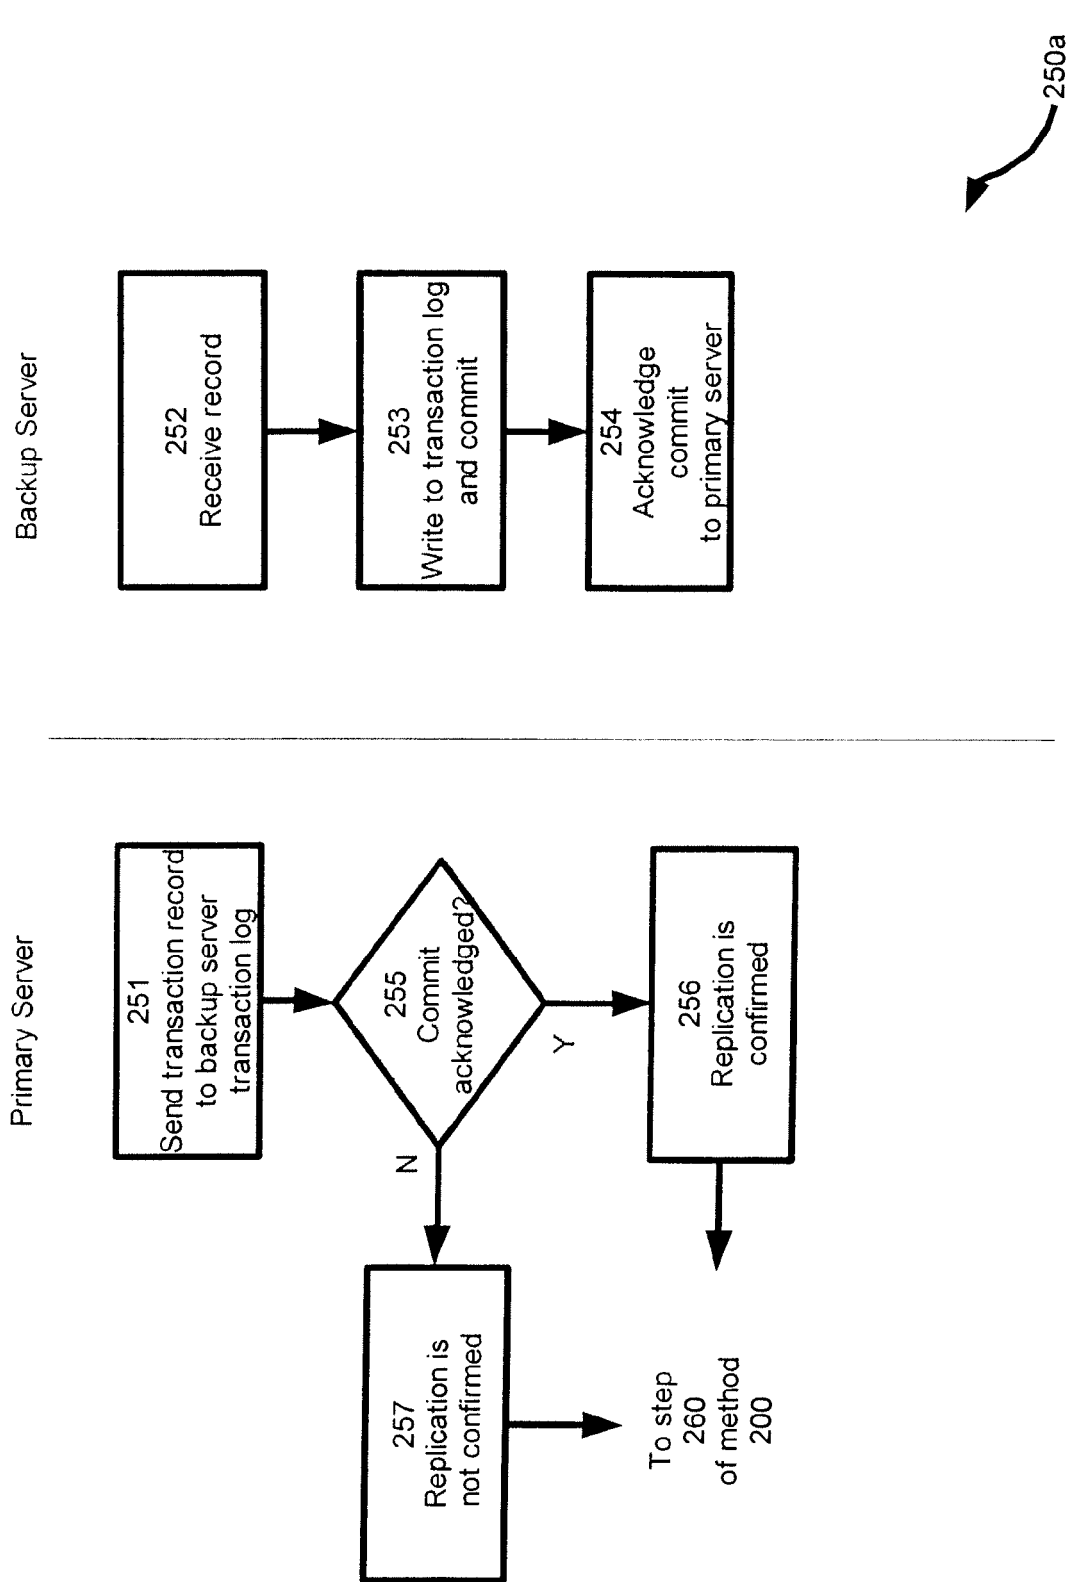 Primary Server
Backup Server
251
Send transaction record
to backup server
transaction log
252
Receive record
253
Write to transaction log
and commit
254
Acknowledge
commit
to primary server
255
Commit
acknowledged?
N
Y
257
Replication is
not confirmed
256
Replication is
confirmed
To step
260
of method
200
250a